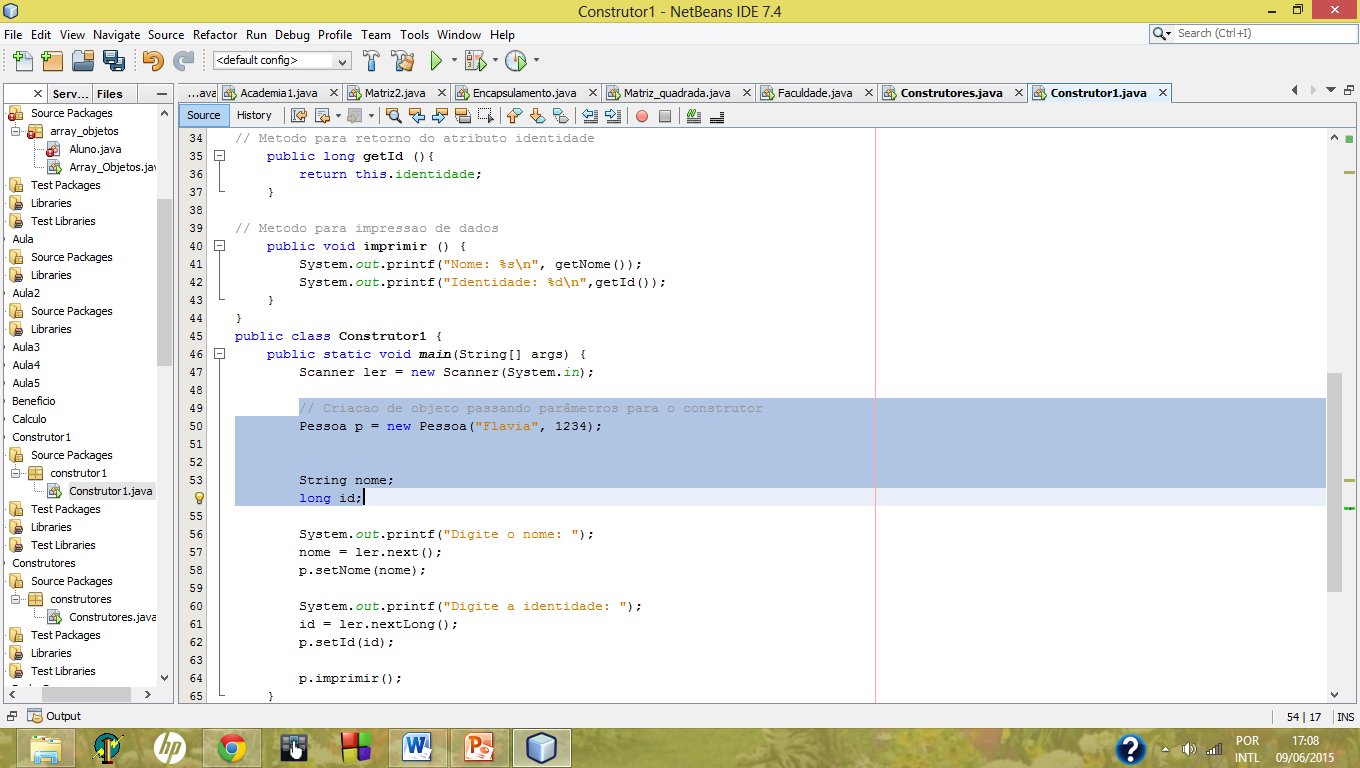 Construtor1 - NetBeans IDE 7.4
File Edit View Navigate Source Refactor Run Debug Profile Team Tools Window Help
Search (Ctrl+I)
<default config>
Serv... Files
...ava Academia1.java Matriz2.java Encapsulamento.java Matriz_quadrada.java Faculdade.java Construtores.java Construtor1.java
Source History
Source Packages
array_objetos
Aluno.java
Array_Objetos.jav
Test Packages
Libraries
Test Libraries
Aula
Source Packages
Libraries
Aula2
Source Packages
Libraries
Aula3
Aula4
Aula5
Beneficio
Calculo
Construtor1
Source Packages
construtor1
Construtor1.java
Test Packages
Libraries
Test Libraries
Construtores
Source Packages
construtores
Construtores.java
Test Packages
Libraries
Test Libraries
34 // Metodo para retorno do atributo identidade
35 public long getId (){
36 return this.identidade;
37 }
38
39 // Metodo para impressao de dados
40 public void imprimir () {
41 System.out.printf("Nome: %s\n", getNome());
42 System.out.printf("Identidade: %d\n",getId());
43 }
44 }
45 public class Construtor1 {
46 public static void main(String[] args) {
47 Scanner ler = new Scanner(System.in);
48
49 // Criacao de objeto passando parâmetros para o construtor
50 Pessoa p = new Pessoa("Flavia", 1234);
51
52
53 String nome;
long id;
55
56 System.out.printf("Digite o nome: ");
57 nome = ler.next();
58 p.setNome(nome);
59
60 System.out.printf("Digite a identidade: ");
61 id = ler.nextLong();
62 p.setId(id);
63
64 p.imprimir();
65 }
Output
54 | 17 INS
POR
INTL
17:08
09/06/2015